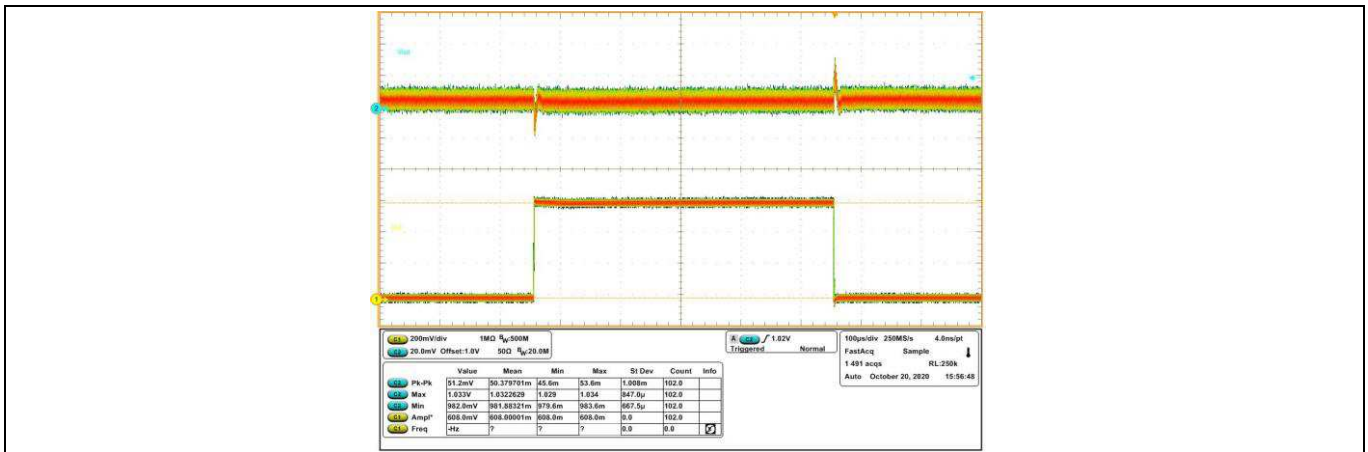 2
1
C1 200mV/div 1MΩ BW:500M
C2 20.0mV Offset:1.0V 50Ω BW:20.0M
A C2 1.02V
Triggered Normal
100µs/div 250MS/s 4.0ns/pt
FastAcq Sample
1 491 acqs RL:250k
Auto October 20, 2020 15:56:48
Value Mean Min Max St Dev Count Info
C2 Pk-Pk 51.2mV 50.379701m 45.6m 53.6m 1.008m 102.0
C2 Max 1.033V 1.0322629 1.029 1.034 847.0µ 102.0
C2 Min 982.0mV 981.88321m 979.6m 983.6m 667.5µ 102.0
C1 Ampl* 608.0mV 608.00001m 608.0m 608.0m 0.0 102.0
C1 Freq -Hz ? ? ? 0.0 0.0